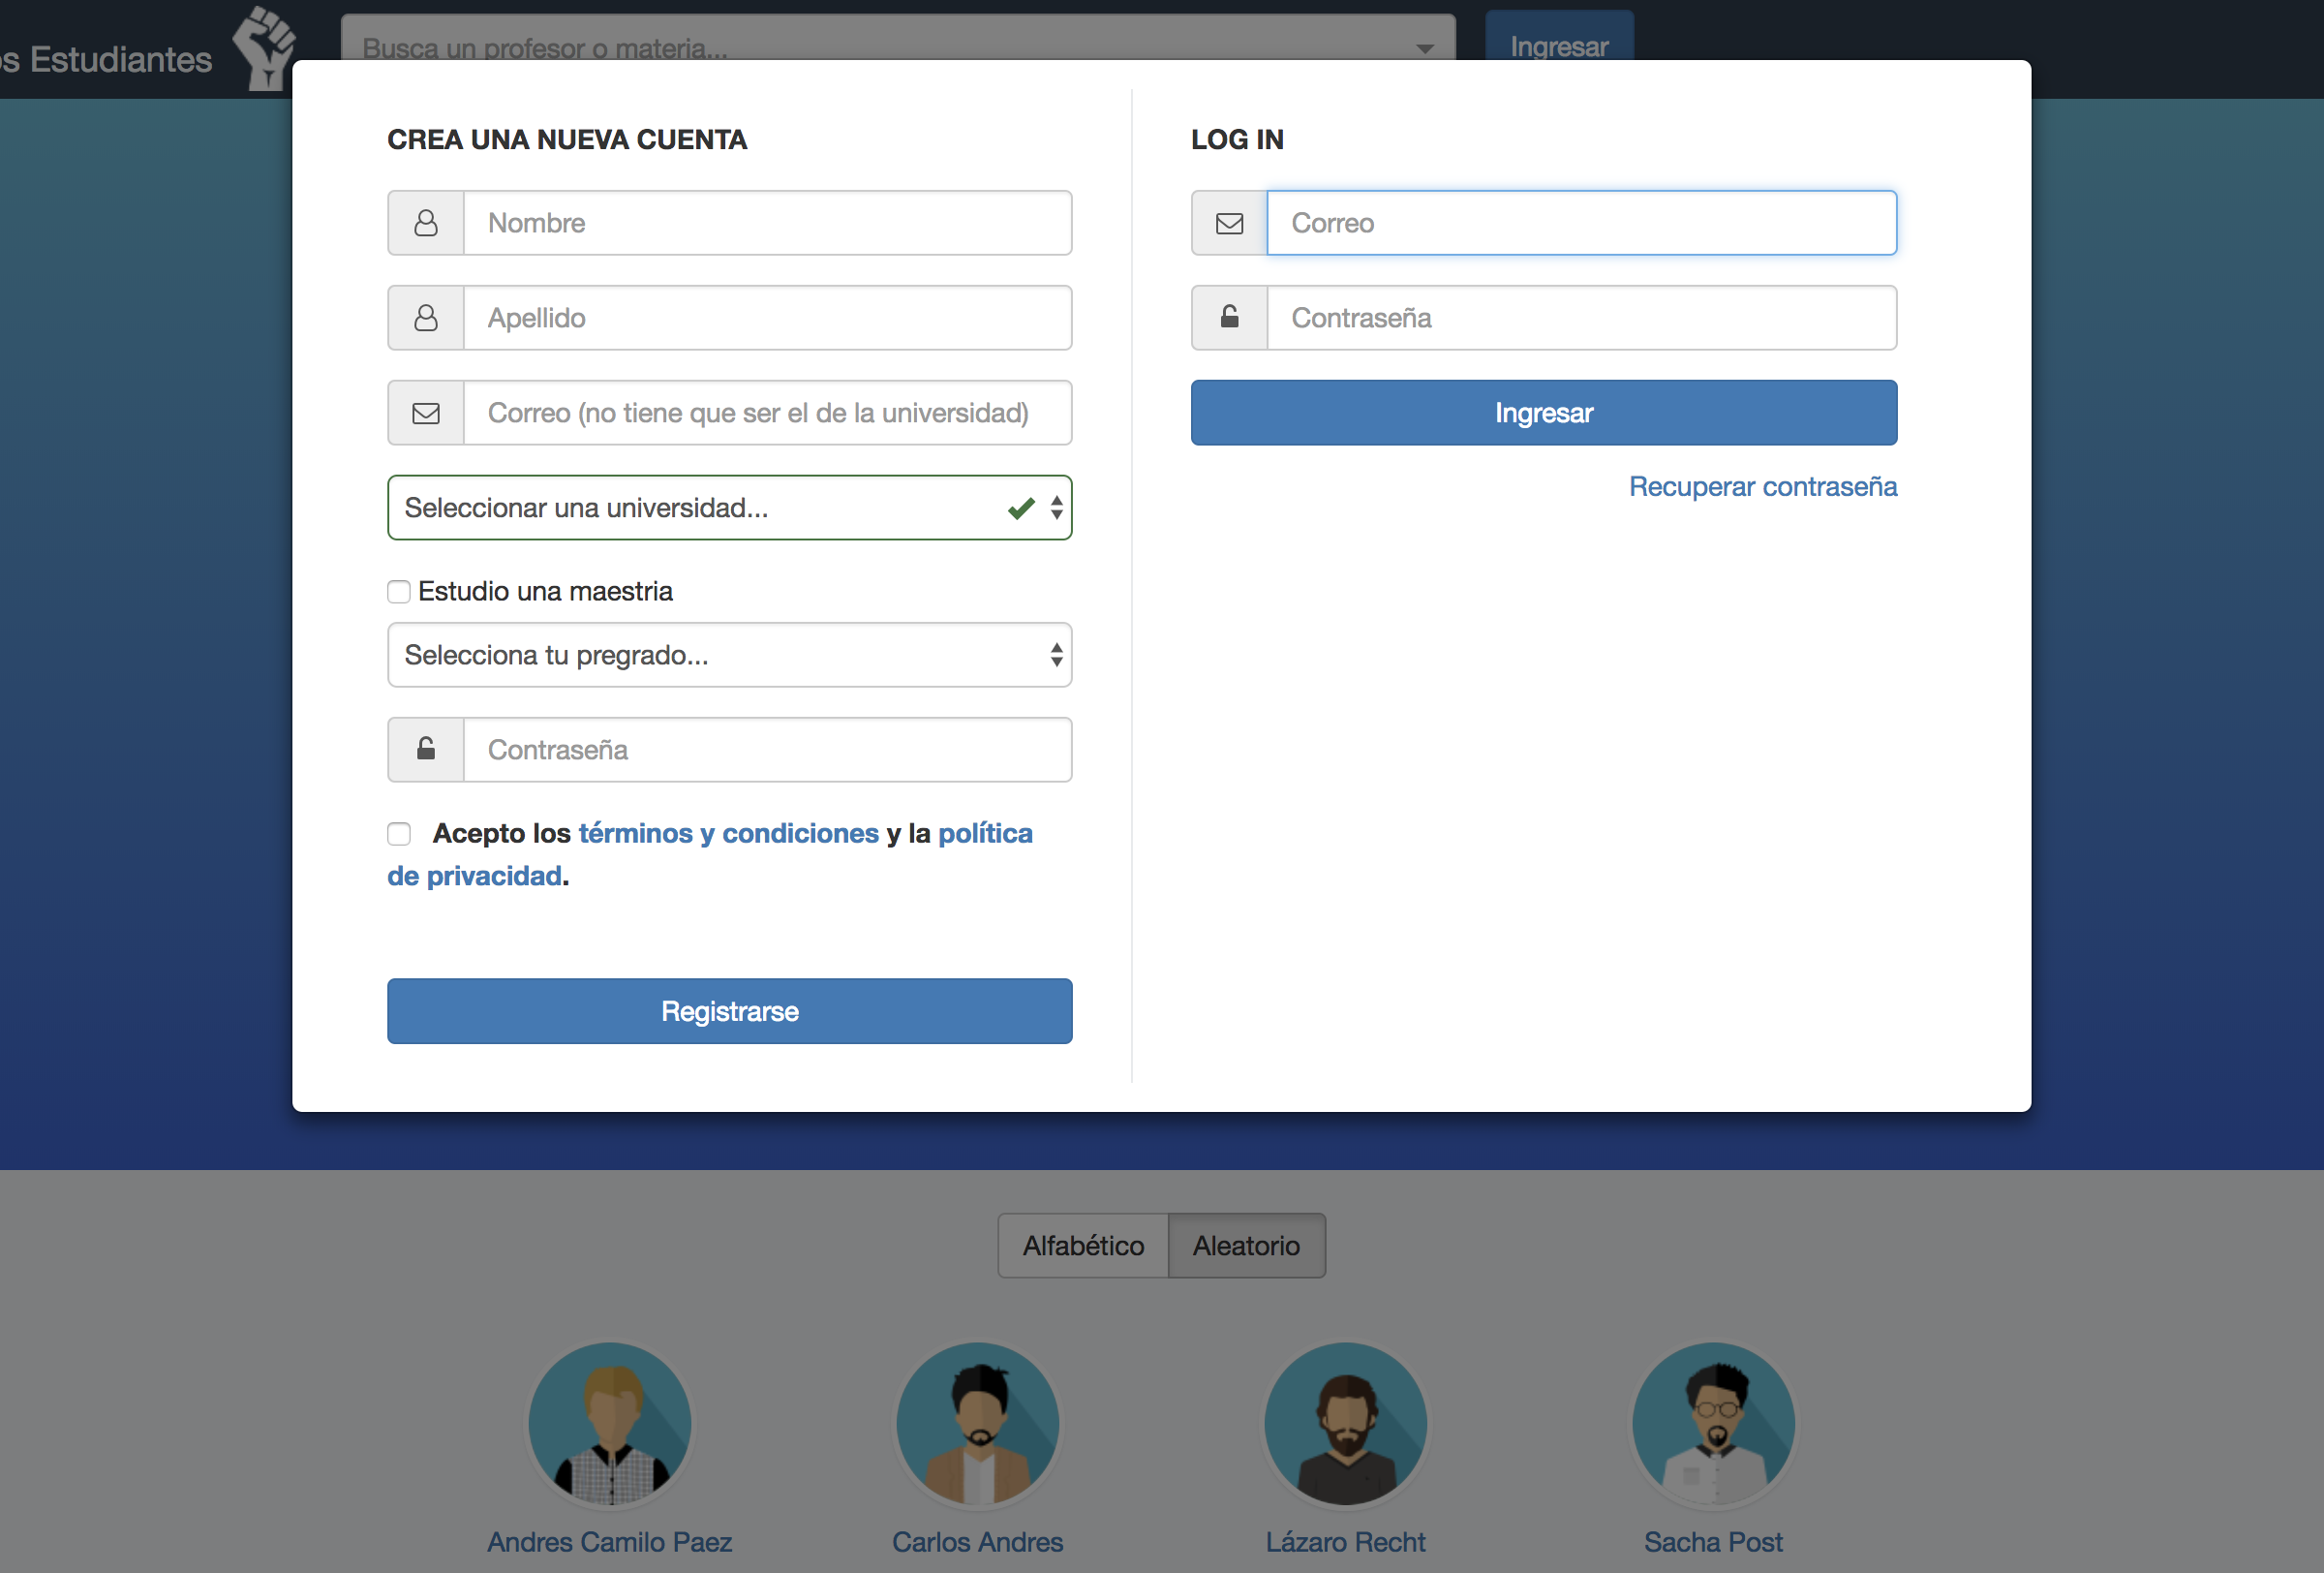 s Estudiantes
Busca un profesor o materia...
Ingresar
CREA UNA NUEVA CUENTA
Nombre
Apellido
Correo (no tiene que ser el de la universidad)
Seleccionar una universidad...
Estudio una maestria
Selecciona tu pregrado...
Contraseña
Acepto los términos y condiciones y la política
de privacidad.
Registrarse
LOG IN
Correo
Contraseña
Ingresar
Recuperar contraseña
Alfabético
Aleatorio
Andres Camilo Paez
Carlos Andres
Lázaro Recht
Sacha Post